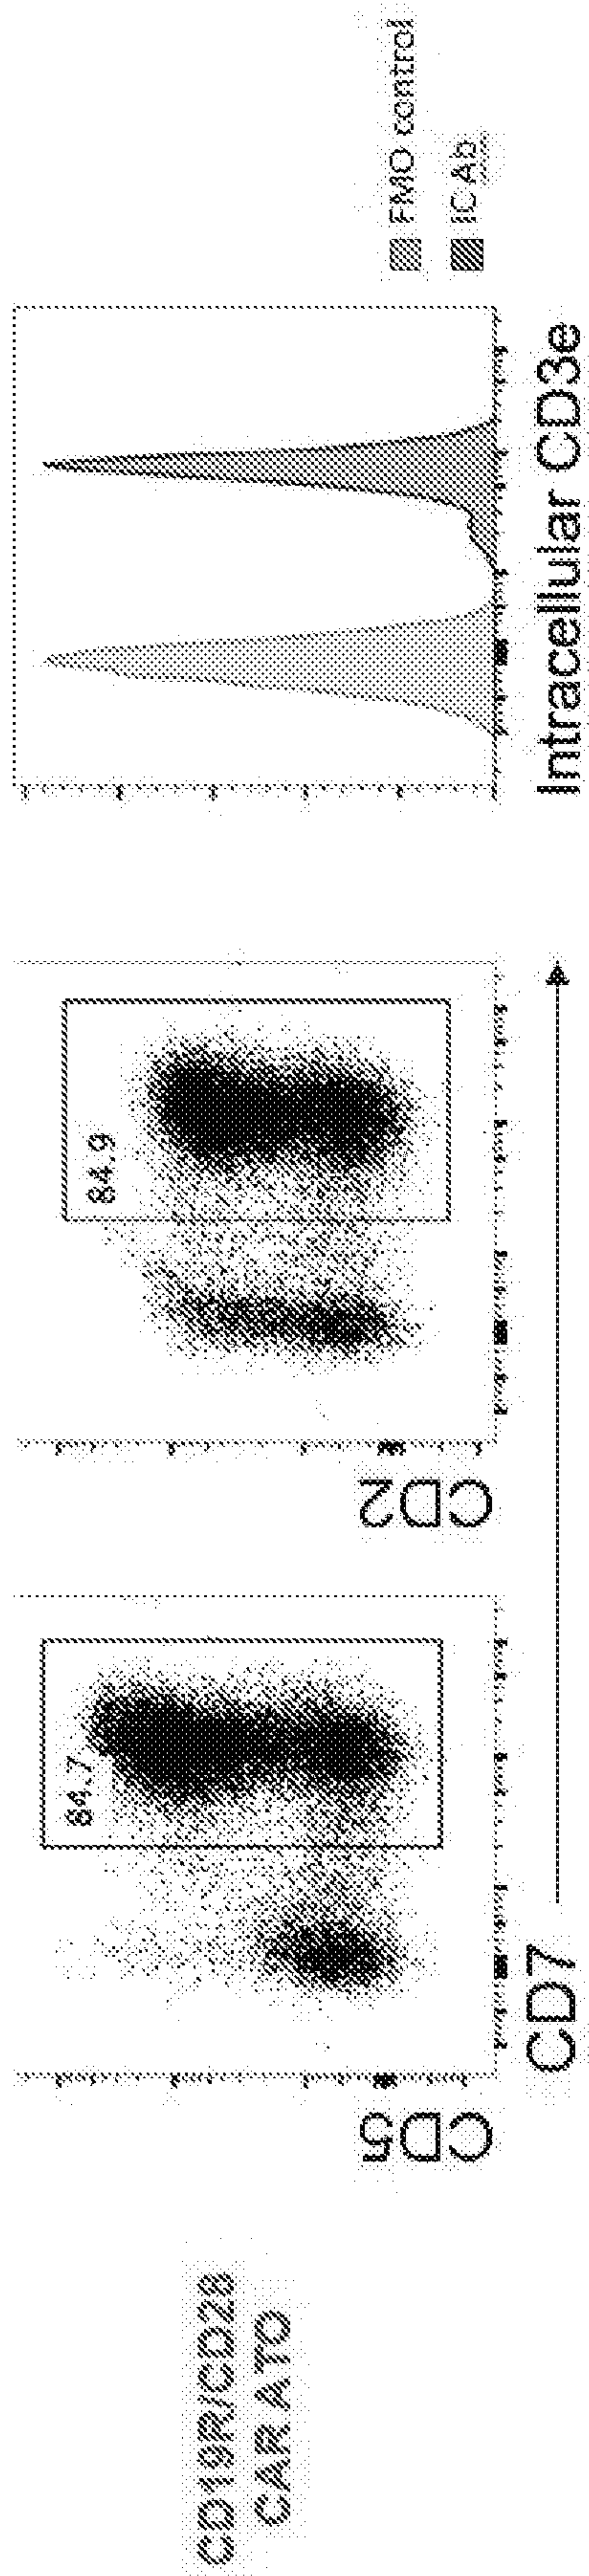 CD19R/CD28
CAR ATO
CD5
84.7
CD2
84.9
CD7
Intracellular CD3e
FMO control
IC Ab